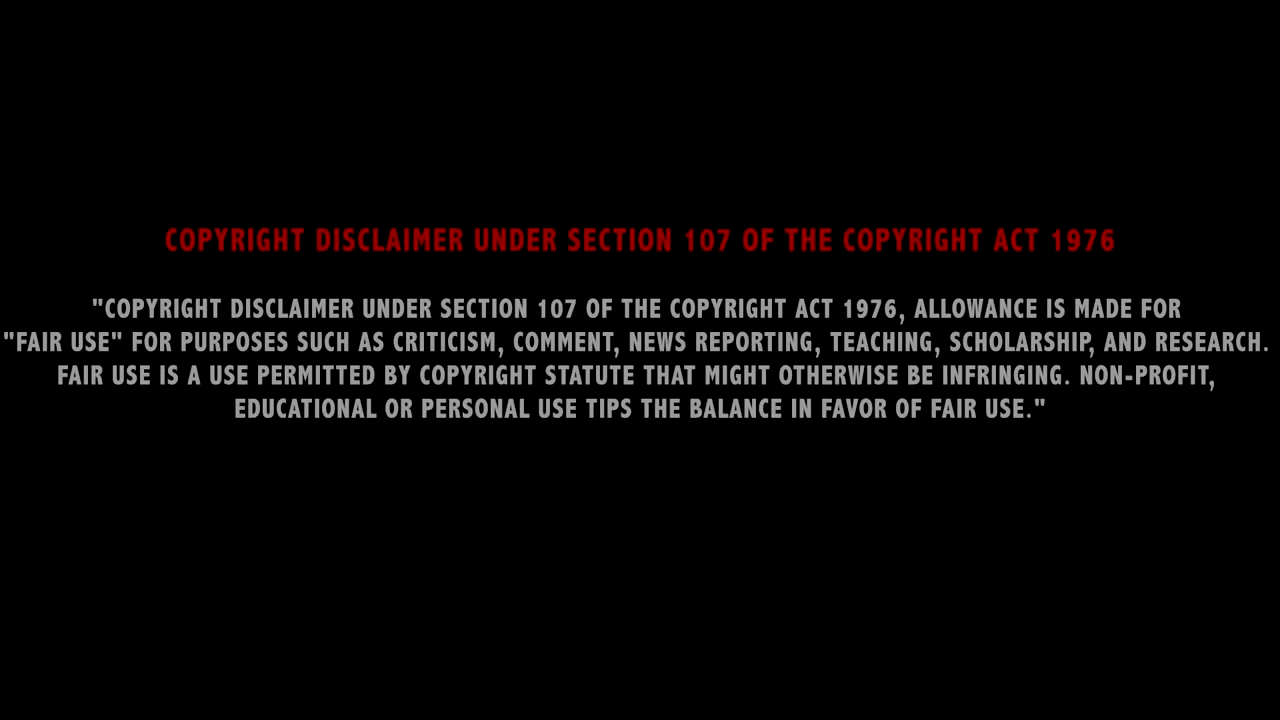 COPYRIGHT DISCLAIMER UNDER SECTION 107 OF THE COPYRIGHT ACT 1976
"COPYRIGHT DISCLAIMER UNDER SECTION 107 OF THE COPYRIGHT ACT 1976, ALLOWANCE IS MADE FOR
"FAIR USE" FOR PURPOSES SUCH AS CRITICISM, COMMENT, NEWS REPORTING, TEACHING, SCHOLARSHIP, AND RESEARCH.
FAIR USE IS A USE PERMITTED BY COPYRIGHT STATUTE THAT MIGHT OTHERWISE BE INFRINGING. NON-PROFIT,
EDUCATIONAL OR PERSONAL USE TIPS THE BALANCE IN FAVOR OF FAIR USE."